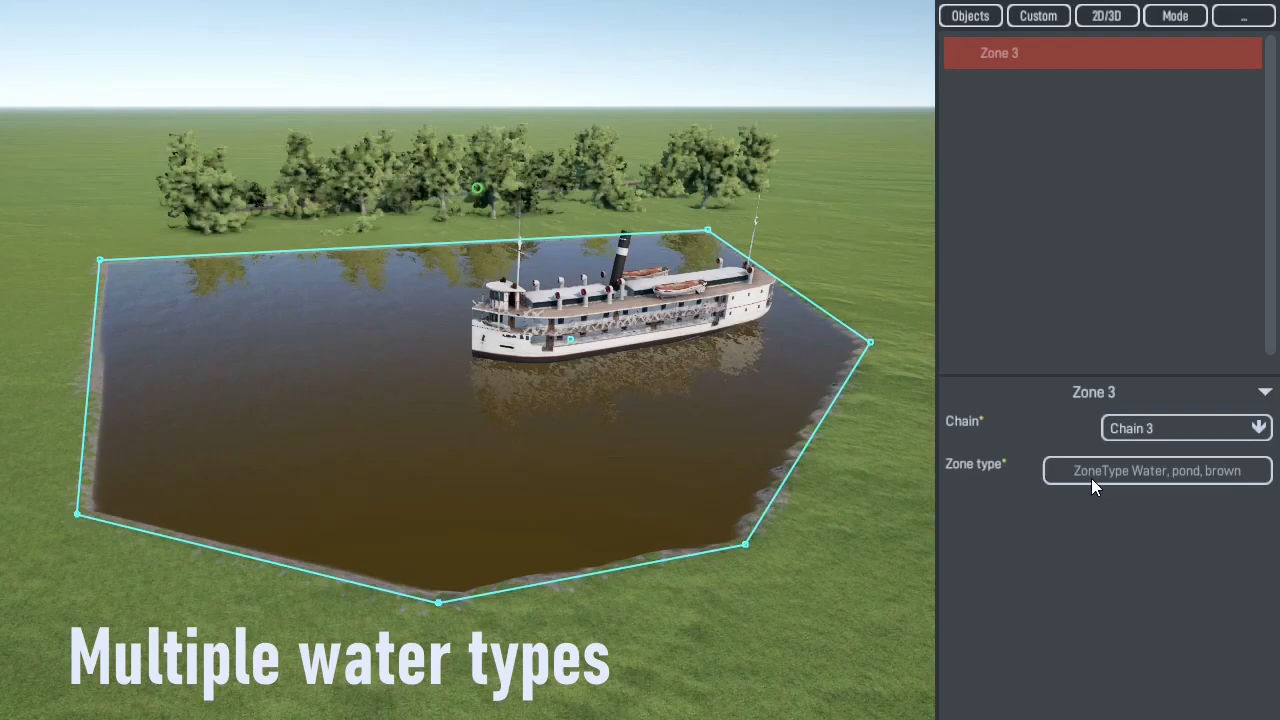 Objects
Custom
2D/3D
Mode
...
Zone 3
Zone 3
Chain*
Chain 3
Zone type*
ZoneType Water, pond, brown
P
Multiple water types